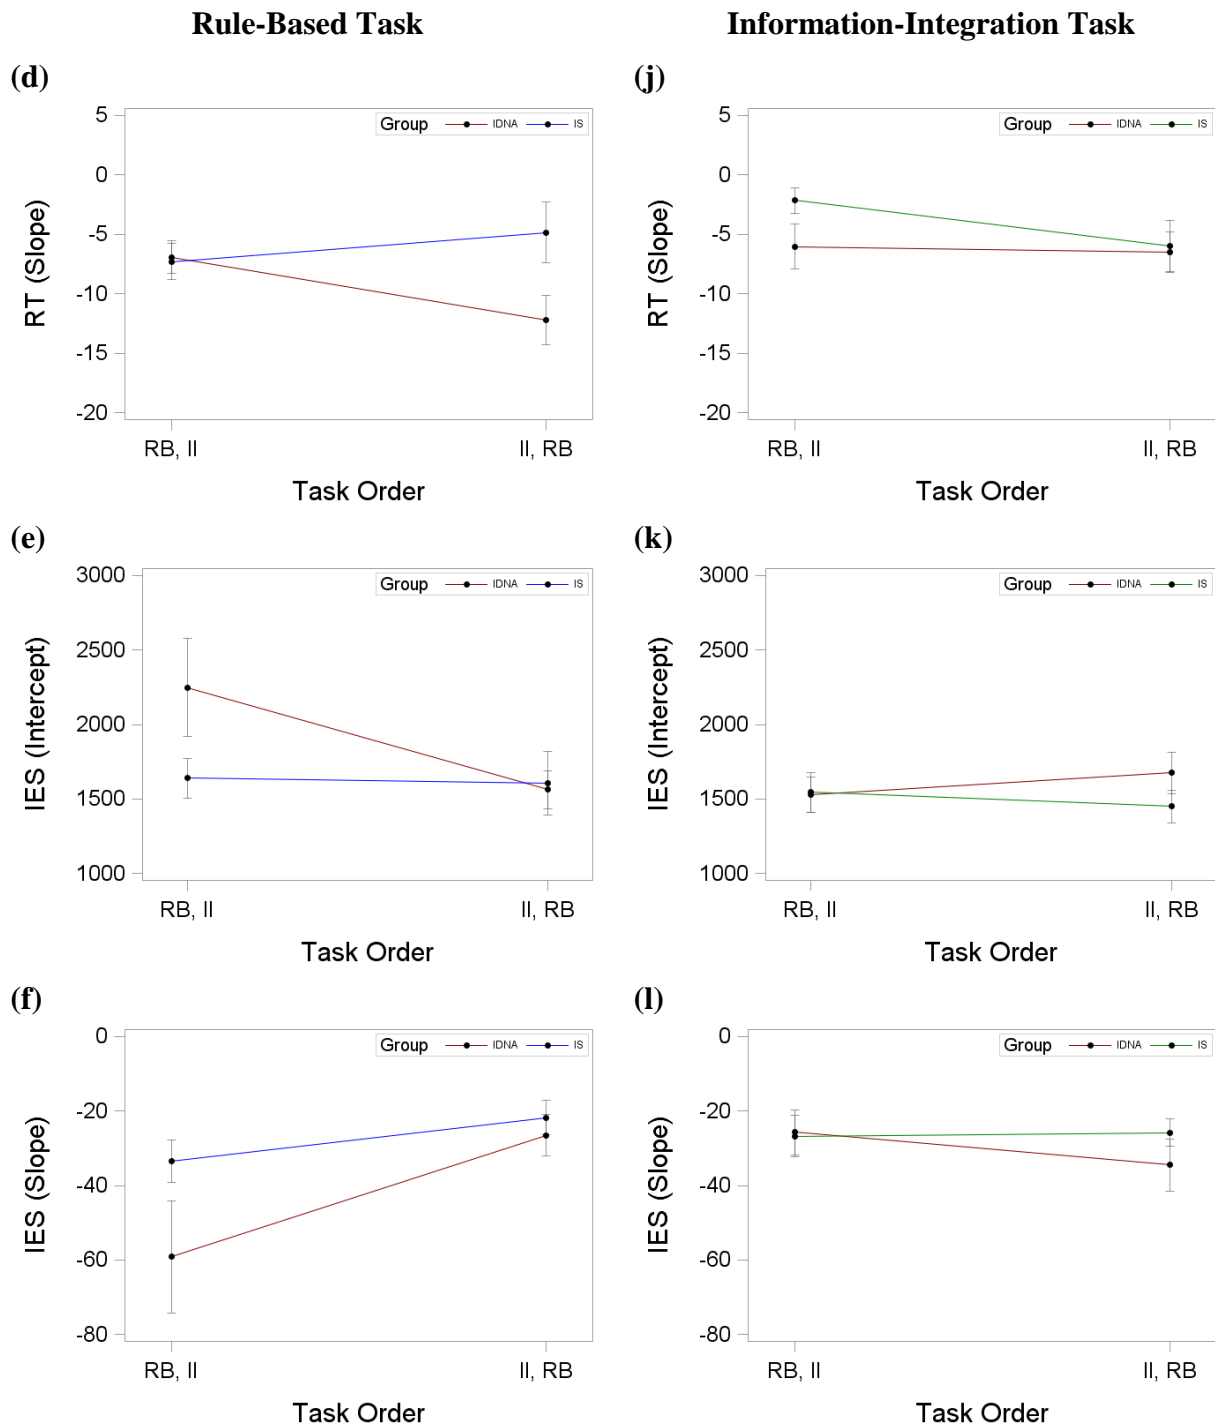 Rule-Based Task
Information-Integration Task
(d)
5
0
-5
-10
-15
-20
RT (Slope)
Group IDNA IS
RB, II
II, RB
Task Order
(j)
5
0
-5
-10
-15
-20
RT (Slope)
Group IDNA IS
RB, II
II, RB
Task Order
(e)
3000
2500
2000
1500
1000
IES (Intercept)
Group IDNA IS
RB, II
II, RB
Task Order
(k)
3000
2500
2000
1500
1000
IES (Intercept)
Group IDNA IS
RB, II
II, RB
Task Order
(f)
0
-20
-40
-60
-80
IES (Slope)
Group IDNA IS
RB, II
II, RB
Task Order
(l)
0
-20
-40
-60
-80
IES (Slope)
Group IDNA IS
RB, II
II, RB
Task Order